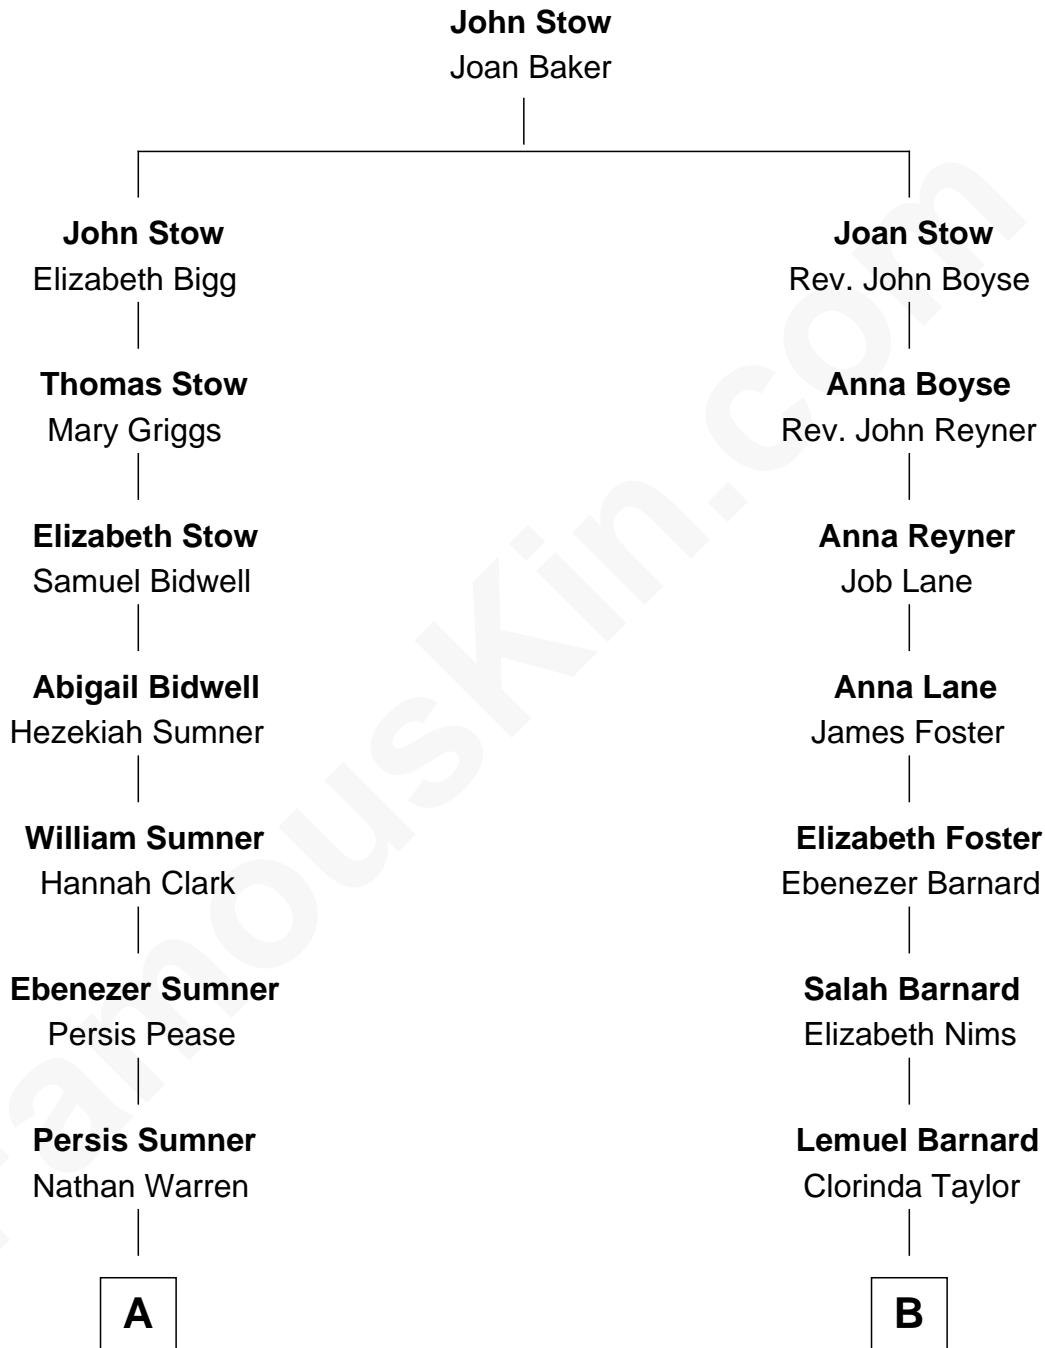 John Stow
Joan Baker
John Stow
Elizabeth Bigg
Thomas Stow
Mary Griggs
Elizabeth Stow
Samuel Bidwell
Abigail Bidwell
Hezekiah Sumner
William Sumner
Hannah Clark
Ebenezer Sumner
Persis Pease
Persis Sumner
Nathan Warren
A
Joan Stow
Rev. John Boyse
Anna Boyse
Rev. John Reyner
Anna Reyner
Job Lane
Anna Lane
James Foster
Elizabeth Foster
Ebenezer Barnard
Salah Barnard
Elizabeth Nims
Lemuel Barnard
Clorinda Taylor
B
FamousKin.com